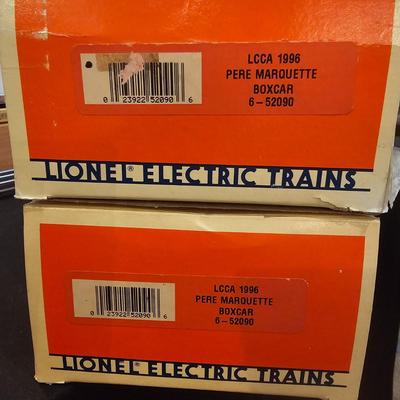 LCCA 1996
PERE MARQUETTE
BOXCAR
6-52090
0 23922 52090 6
LIONEL® ELECTRIC TRAINS
LCCA 1996
PERE MARQUETTE
BOXCAR
6-52090
0 23922 52090 6
LIONEL® ELECTRIC TRAINS